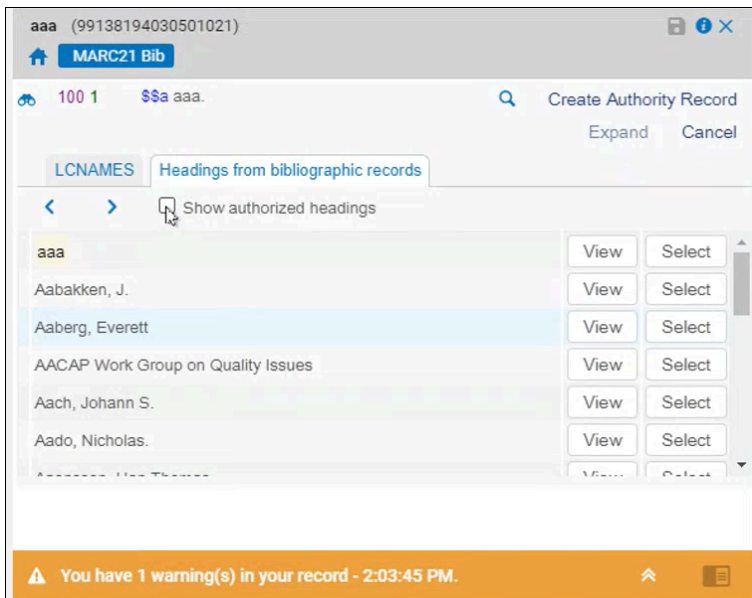 aaa (99138194030501021)
MARC21 Bib
100 1 $$a aaa. Create Authority Record
Expand Cancel
LCNAMES Headings from bibliographic records
Show authorized headings
aaa View Select
Aabakken, J. View Select
Aaberg, Everett View Select
AACAP Work Group on Quality Issues View Select
Aach, Johann S. View Select
Aado, Nicholas. View Select
You have 1 warning(s) in your record - 2:03:45 PM.